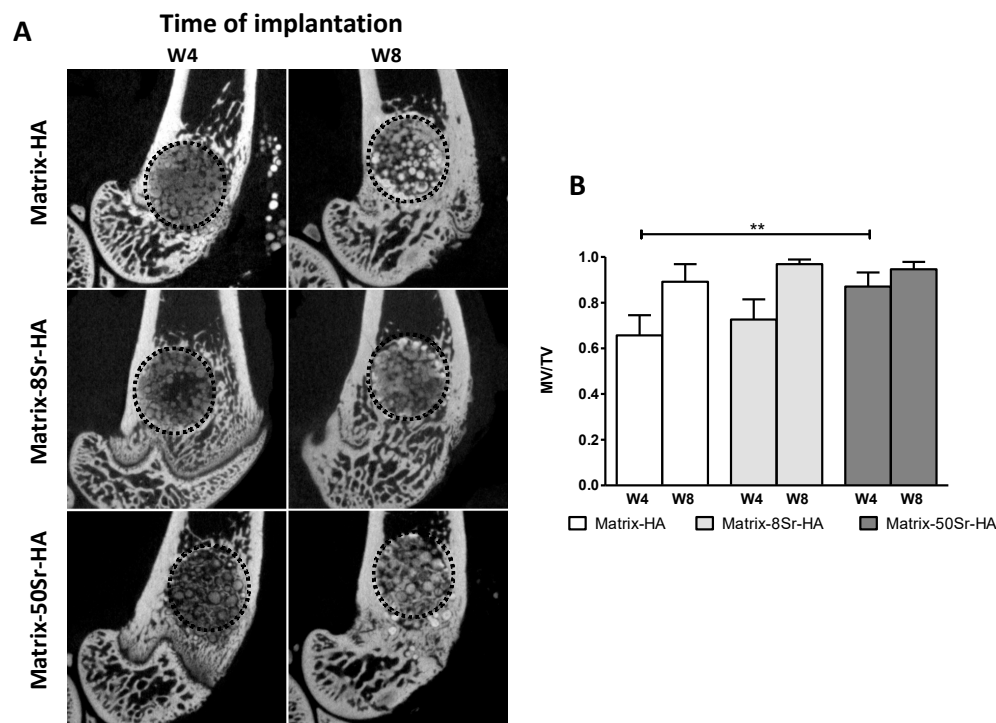 A
Time of implantation
W4
W8
Matrix-HA
Matrix-8Sr-HA
Matrix-50Sr-HA
B
**
1.0
0.8
0.6
0.4
0.2
0.0
MV/TV
W4 W8 W4 W8 W4 W8
Matrix-HA Matrix-8Sr-HA Matrix-50Sr-HA